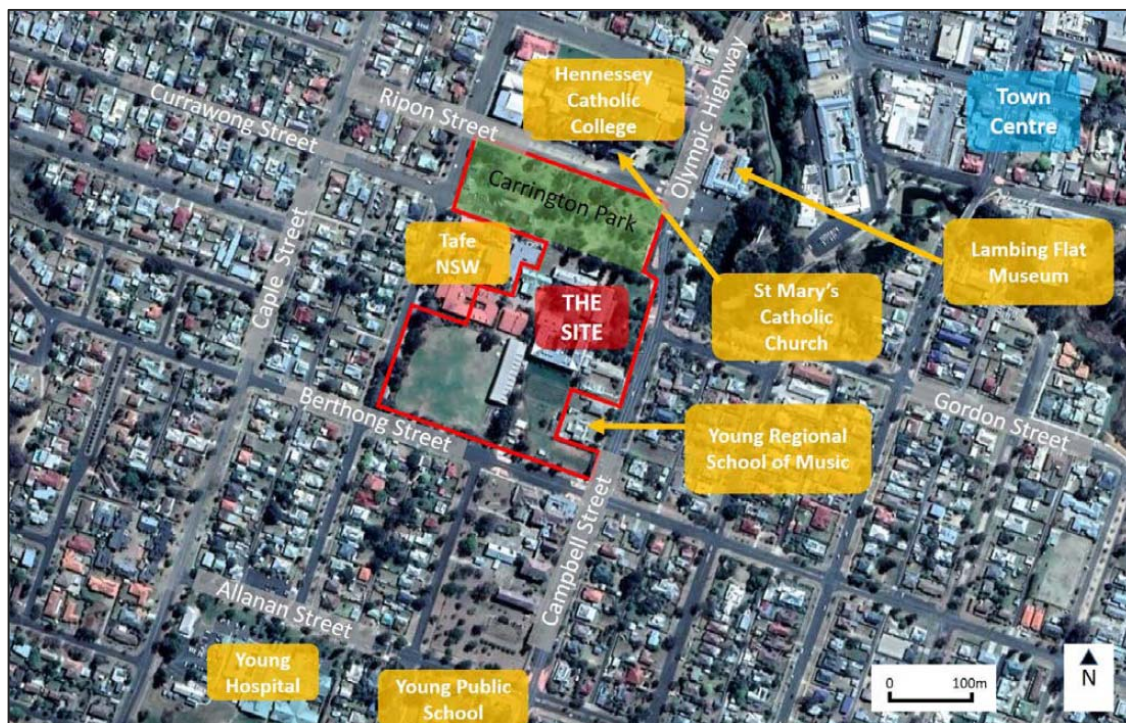 Hennessey
Catholic
College
Town
Centre
Currawong Street
Ripon Street
Olympic Highway
Carrington Park
Tafe
NSW
Lambing Flat
Museum
Caple Street
THE
SITE
St Mary's
Catholic
Church
Berthong Street
Gordon Street
Young Regional
School of Music
Campbell Street
Allanan Street
Young
Hospital
Young Public
School
0 100m
N